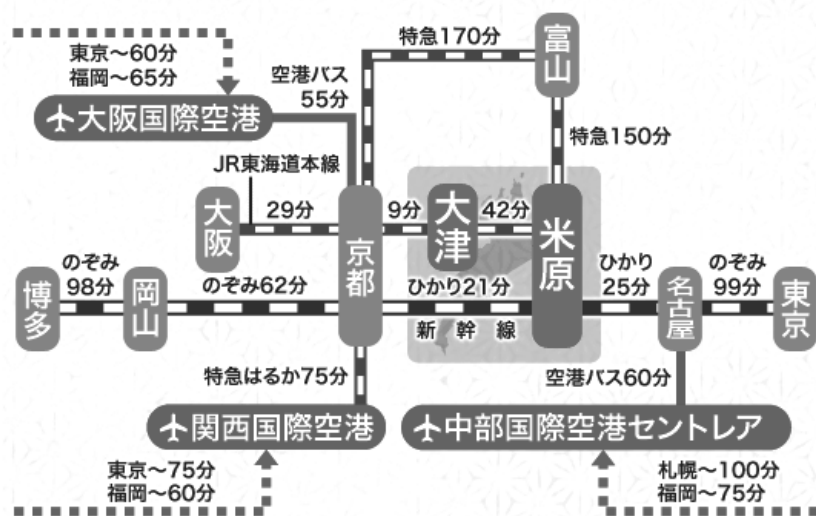 特急170分
富山
東京〜60分
福岡〜65分
空港バス
55分
大阪国際空港
特急150分
JR東海道本線
大阪
29分
京都
9分
大津
42分
米原
博多
のぞみ
98分
岡山
のぞみ62分
ひかり21分
新幹線
ひかり
25分
名古屋
のぞみ
99分
東京
特急はるか75分
空港バス60分
関西国際空港
中部国際空港セントレア
東京〜75分
福岡〜60分
札幌〜100分
福岡〜75分